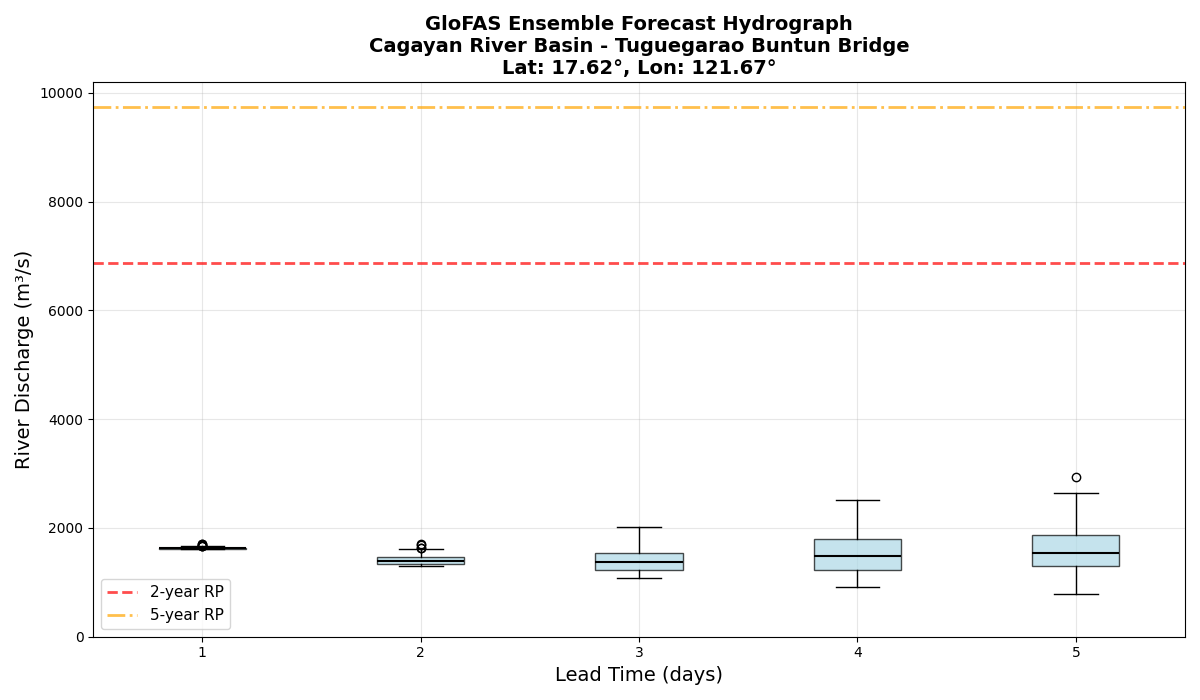 GloFAS Ensemble Forecast Hydrograph
Cagayan River Basin - Tuguegarao Buntun Bridge
Lat: 17.62°, Lon: 121.67°
River Discharge (m³/s)
10000
8000
6000
4000
2000
0
2-year RP
5-year RP
1 2 3 4 5
Lead Time (days)